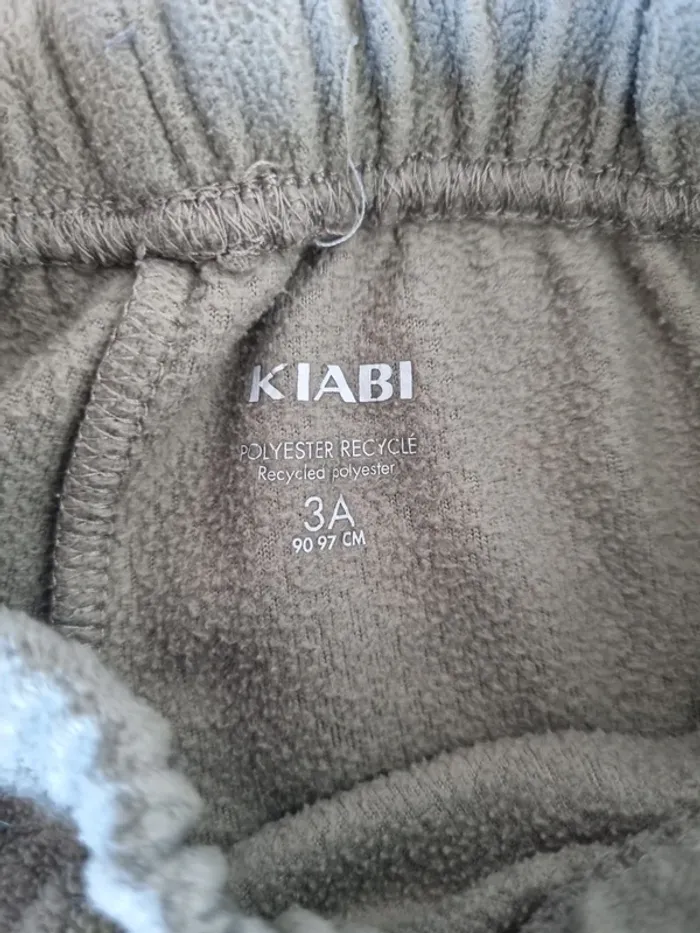 KIABI
POLYESTER RECYCLÉ
Recycled polyester
3A
90 97 CM